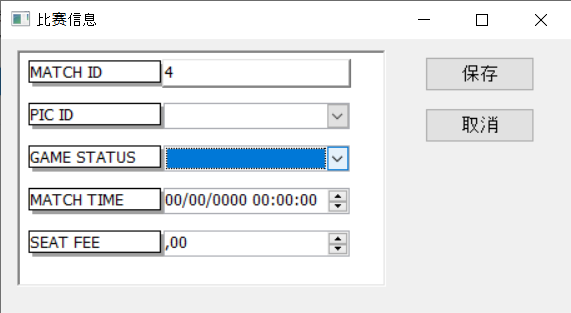 比赛信息
MATCH ID 4
保存
PIC ID
取消
GAME STATUS
MATCH TIME 00/00/0000 00:00:00
SEAT FEE ,00